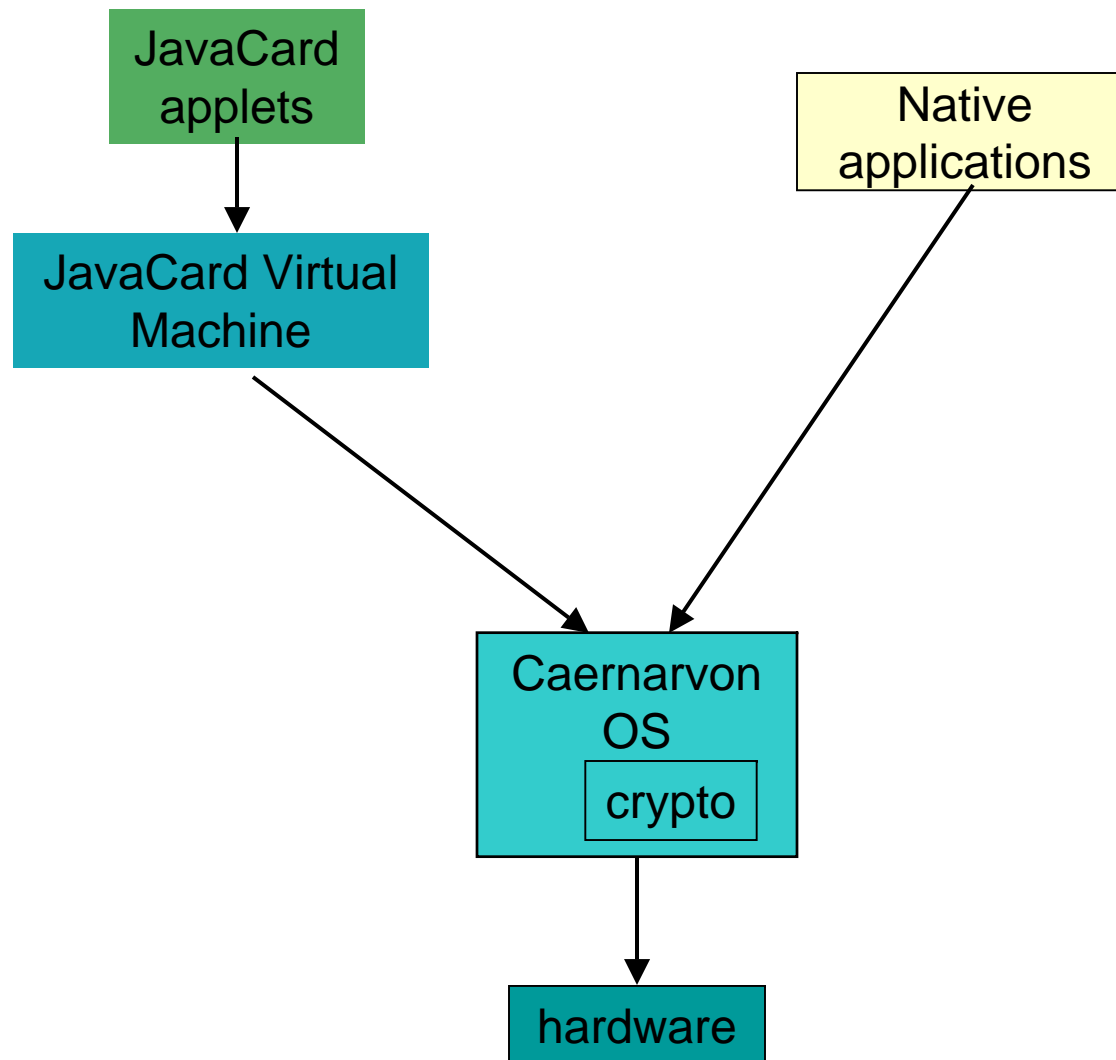 JavaCard
applets
Native
applications
JavaCard Virtual
Machine
Caernarvon
OS
crypto
hardware